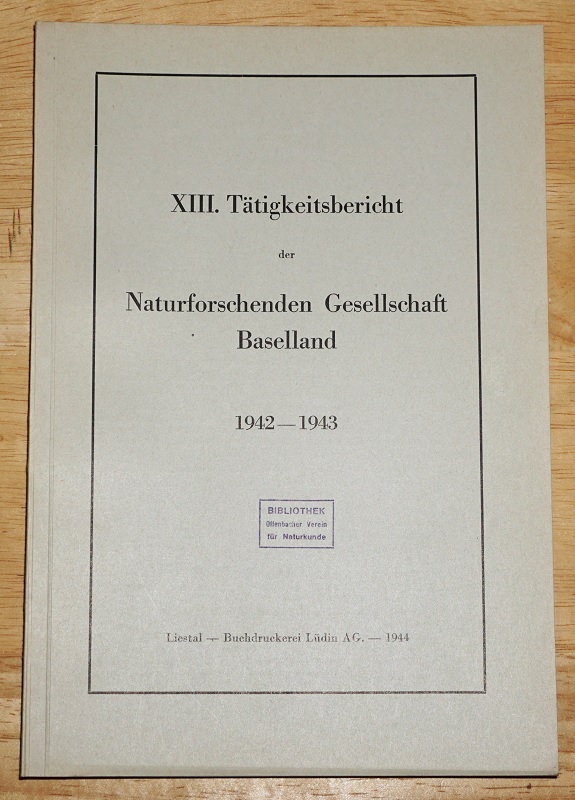 XIII. Tätigkeitsbericht
der
Naturforschenden Gesellschaft
Baselland
1942—1943
BIBLIOTHEK
Offenbacher Verein
für Naturkunde
Liestal — Buchdruckerei Lüdin AG. — 1944